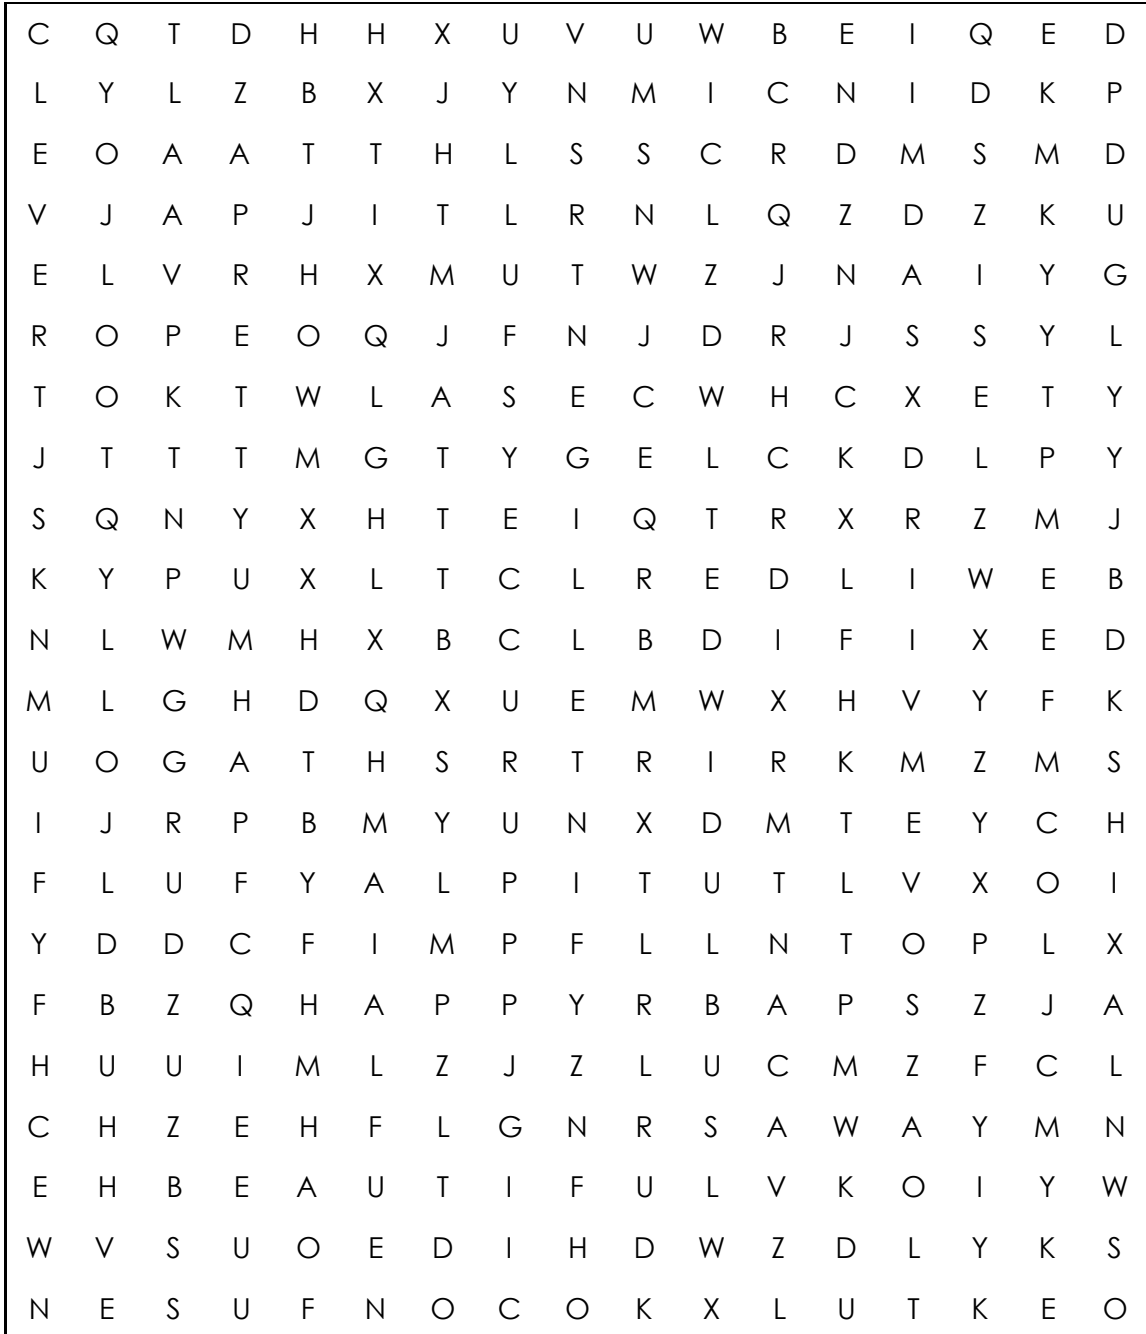 C Q T D H H X U V U W B E I Q E D
L Y L Z B X J Y N M I C N I D K P
E O A A T T H L S S C R D M S M D
V J A P J I T L R N L Q Z D Z K U
E L V R H X M U T W Z J N A I Y G
R O P E O Q J F N J D R J S S Y L
T O K T W L A S E C W H C X E T Y
J T T T M G T Y G E L C K D L P Y
S Q N Y X H T E I Q T R X R Z M J
K Y P U X L T C L R E D L I W E B
N L W M H X B C L B D I F I X E D
M L G H D Q X U E M W X H V Y F K
U O G A T H S R T R I R K M Z M S
I J R P B M Y U N X D M T E Y C H
F L U F Y A L P I T U T L V X O I
Y D D C F I M P F L L N T O P L X
F B Z Q H A P P Y R B A P S Z J A
H U U I M L Z J Z L U C M Z F C L
C H Z E H F L G N R S A W A Y M N
E H B E A U T I F U L V K O I Y W
W V S U O E D I H D W Z D L Y K S
N E S U F N O C O K X L U T K E O